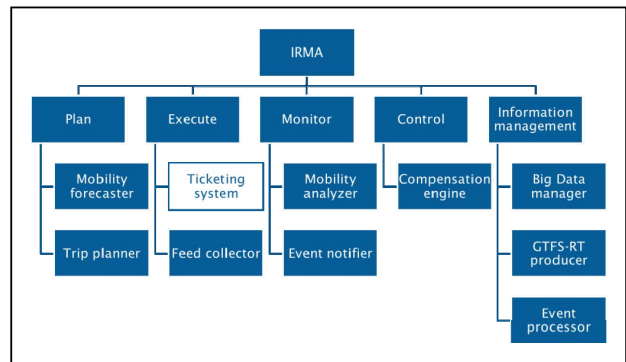 IRMA
Plan
Execute
Monitor
Control
Information
management
Mobility
forecaster
Ticketing
system
Mobility
analyzer
Compensation
engine
Big Data
manager
Trip planner
Feed collector
Event notifier
GTFS-RT
producer
Event
processor